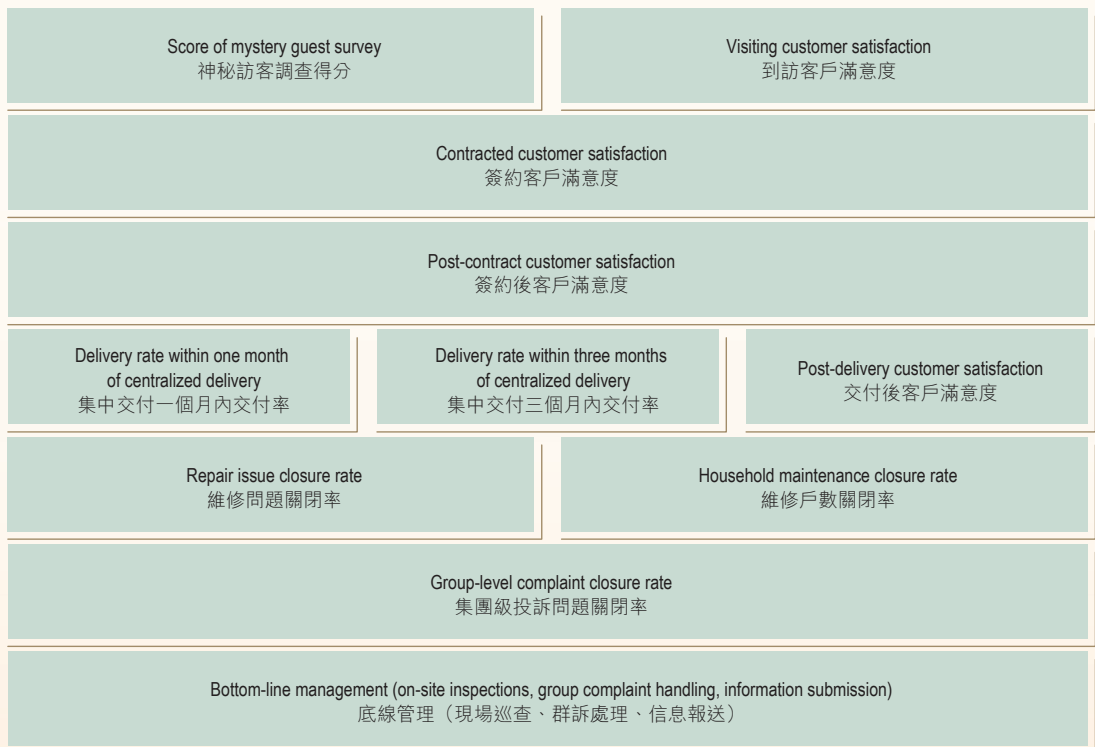 Score of mystery guest survey
神秘訪客調查得分
Visiting customer satisfaction
到訪客戶滿意度
Contracted customer satisfaction
簽約客戶滿意度
Post-contract customer satisfaction
簽約後客戶滿意度
Delivery rate within one month
of centralized delivery
集中交付一個月內交付率
Delivery rate within three months
of centralized delivery
集中交付三個月內交付率
Post-delivery customer satisfaction
交付後客戶滿意度
Repair issue closure rate
維修問題關閉率
Household maintenance closure rate
維修戶數關閉率
Group-level complaint closure rate
集團級投訴問題關閉率
Bottom-line management (on-site inspections, group complaint handling, information submission)
底線管理（現場巡查、群訴處理、信息報送）